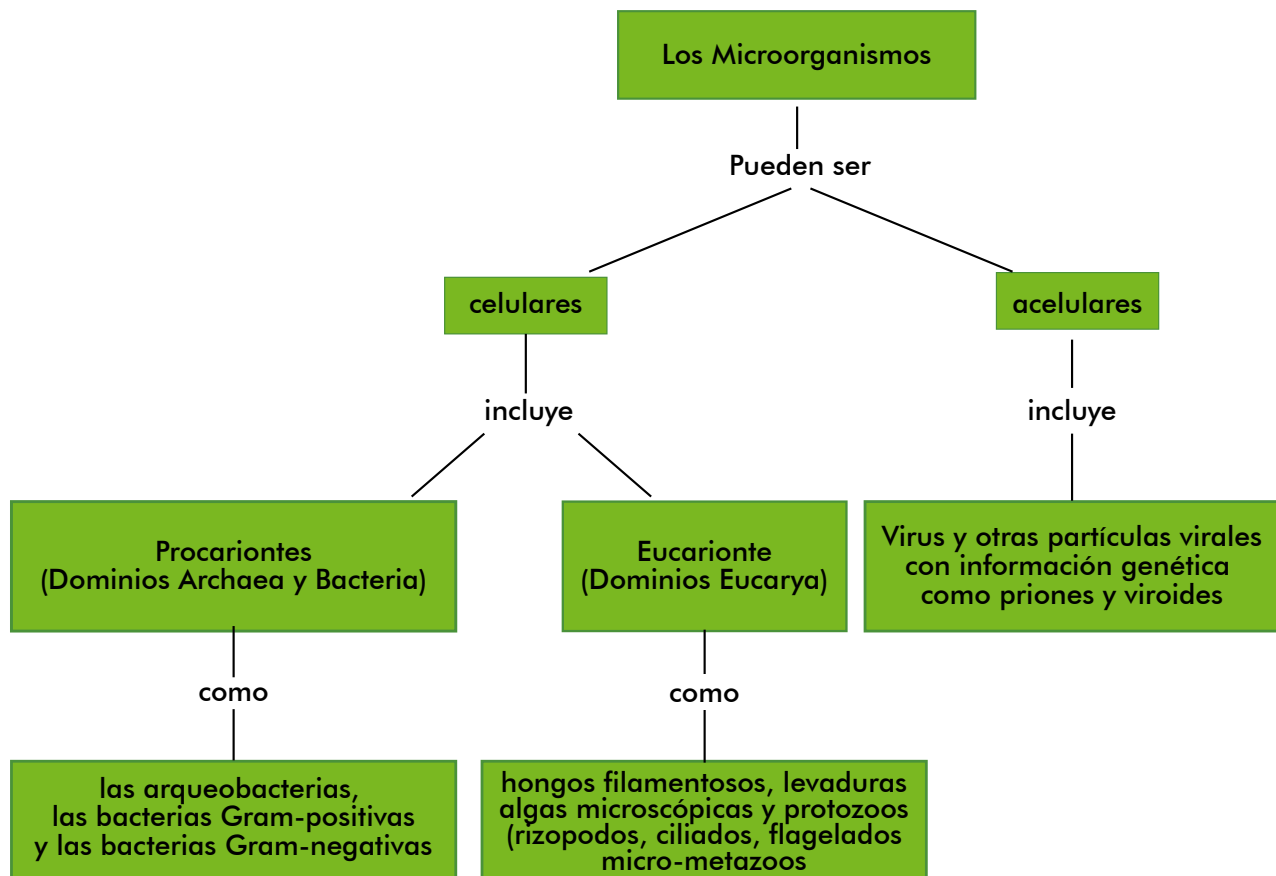 Los Microorganismos
Pueden ser
celulares
acelulares
incluye
incluye
Procariontes
(Dominios Archaea y Bacteria)
Eucarionte
(Dominios Eucarya)
Virus y otras partículas virales
con información genética
como priones y viroides
como
como
las arqueobacterias,
las bacterias Gram-positivas
y las bacterias Gram-negativas
hongos filamentosos, levaduras
algas microscópicas y protozoos
(rizopodos, ciliados, flagelados
micro-metazoos